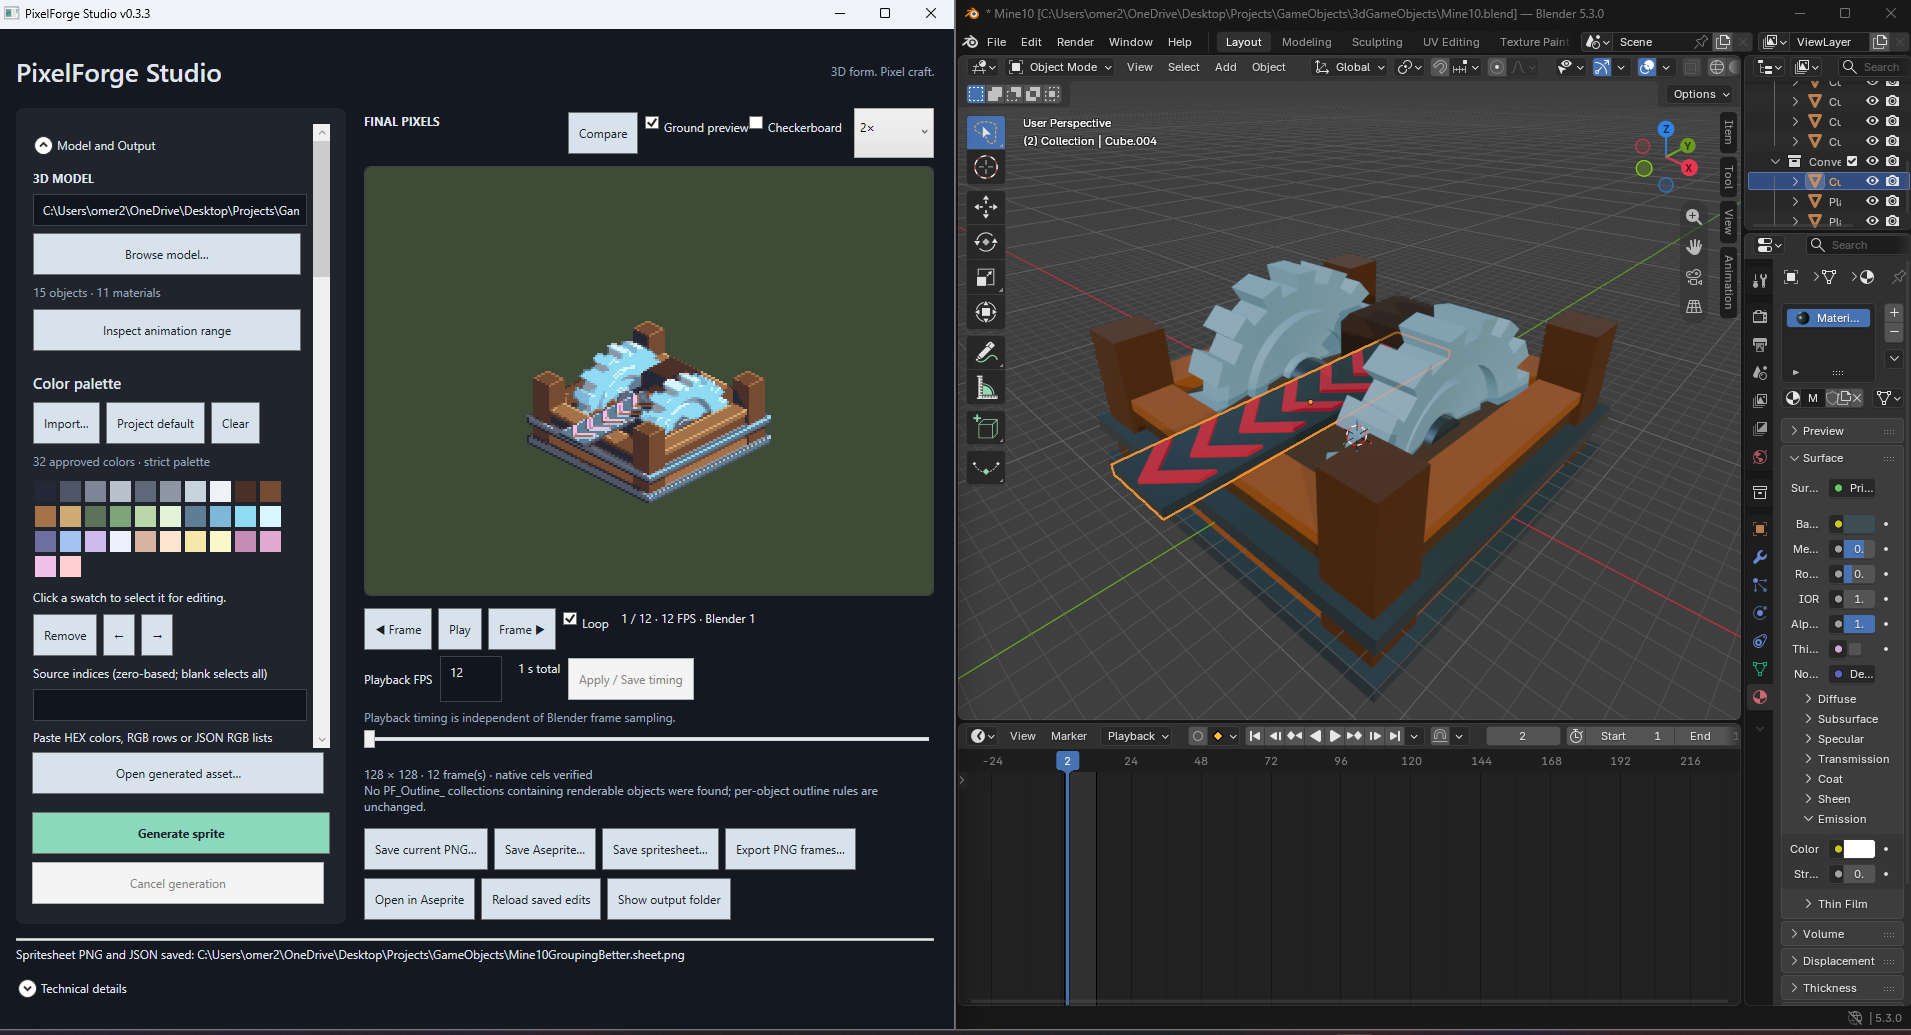 PixelForge Studio v0.3.3
PixelForge Studio
3D form. Pixel craft.
Model and Output
3D MODEL
C:\Users\omer2\OneDrive\Desktop\Projects\Gan
Browse model...
15 objects · 11 materials
Inspect animation range
Color palette
Import...
Project default
Clear
32 approved colors · strict palette
Click a swatch to select it for editing.
Remove
←
→
Source indices (zero-based; blank selects all)
Paste HEX colors, RGB rows or JSON RGB lists
Open generated asset...
Generate sprite
Cancel generation
FINAL PIXELS
Compare
Ground preview
Checkerboard
2×
◀ Frame
Play
Frame ▶
Loop
1 / 12 · 12 FPS · Blender 1
Playback FPS
12
1 s total
Apply / Save timing
Playback timing is independent of Blender frame sampling.
128 × 128 · 12 frame(s) · native cels verified
No PF_Outline_ collections containing renderable objects were found; per-object outline rules are
unchanged.
Save current PNG...
Save Aseprite...
Save spritesheet...
Export PNG frames...
Open in Aseprite
Reload saved edits
Show output folder
Spritesheet PNG and JSON saved: C:\Users\omer2\OneDrive\Desktop\Projects\GameObjects\Mine10GroupingBetter.sheet.png
Technical details
* Mine10 [C:\Users\omer2\OneDrive\Desktop\Projects\GameObjects\3dGameObjects\Mine10.blend] — Blender 5.3.0
File
Edit
Render
Window
Help
Layout
Modeling
Sculpting
UV Editing
Texture Paint
Scene
ViewLayer
Object Mode
View
Select
Add
Object
Global
Search
Options
User Perspective
(2) Collection | Cube.004
Z
Y
X
Item
Tool
View
Animation
Cu
Cu
Cu
Conve
Cu
Pla
Pla
Search
Materi...
M
Preview
Surface
Sur...
Pri...
Ba...
Me...
0.
Ro...
0.
IOR
1.
Alp...
1.
Thi...
No...
De...
Diffuse
Subsurface
Specular
Transmission
Coat
Sheen
Emission
Color
Str...
0.
Thin Film
Volume
Displacement
Thickness
View
Marker
Playback
2
Start
1
End
-24
2
24
48
72
96
120
144
168
192
216
5.3.0